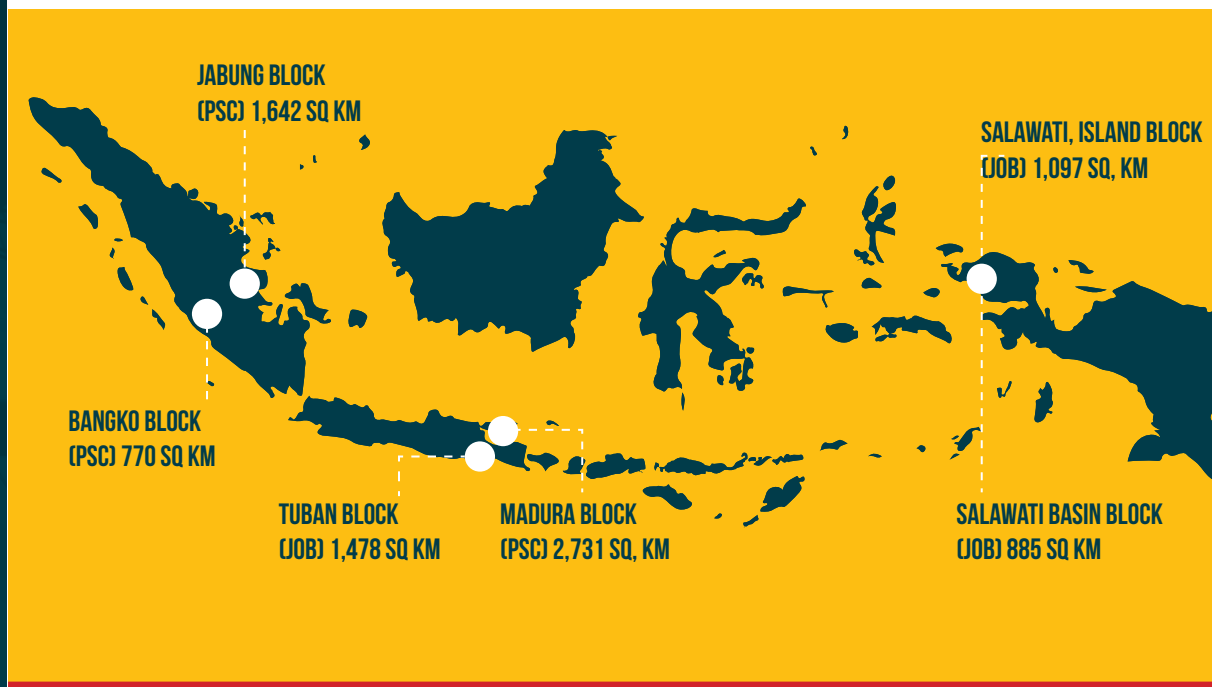 JABUNG BLOCK
(PSC) 1,642 SQ KM
SALAWATI, ISLAND BLOCK
(JOB) 1,097 SQ, KM
BANGKO BLOCK
(PSC) 770 SQ KM
TUBAN BLOCK
(JOB) 1,478 SQ KM
MADURA BLOCK
(PSC) 2,731 SQ, KM
SALAWATI BASIN BLOCK
(JOB) 885 SQ KM